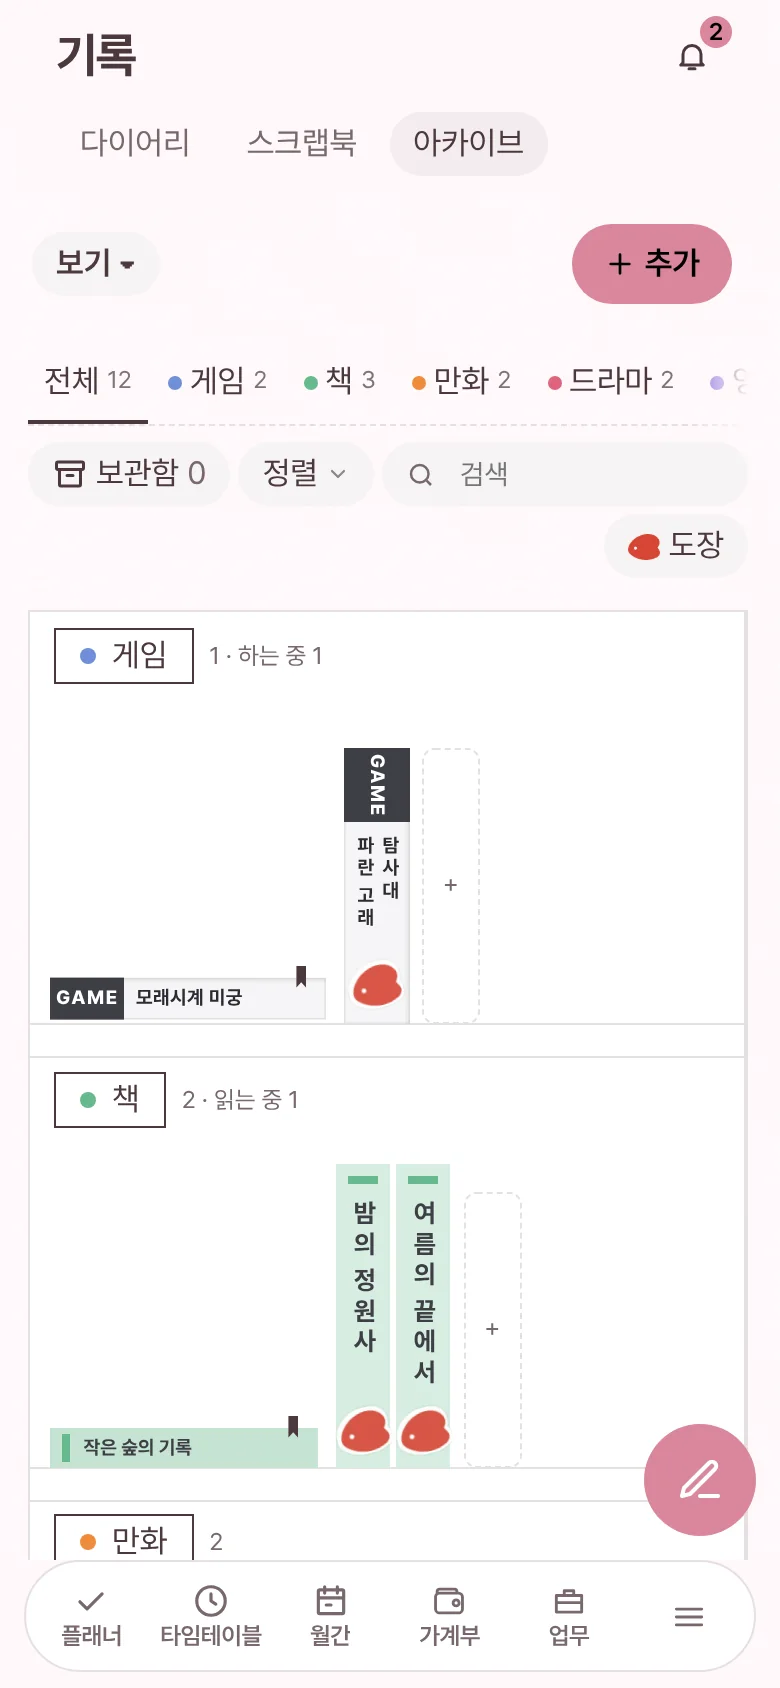 기록
2
다이어리 스크랩북 아카이브
보기
+ 추가
전체 12 게임 2 책 3 만화 2 드라마 2
보관함 0 정렬 검색
도장
게임 1 · 하는 중 1
GAME
탐사대
파란 고래
+
GAME 모래시계 미궁
책 2 · 읽는 중 1
밤의 정원사
여름의 끝에서
+
작은 숲의 기록
만화 2
플래너 타임테이블 월간 가계부 업무